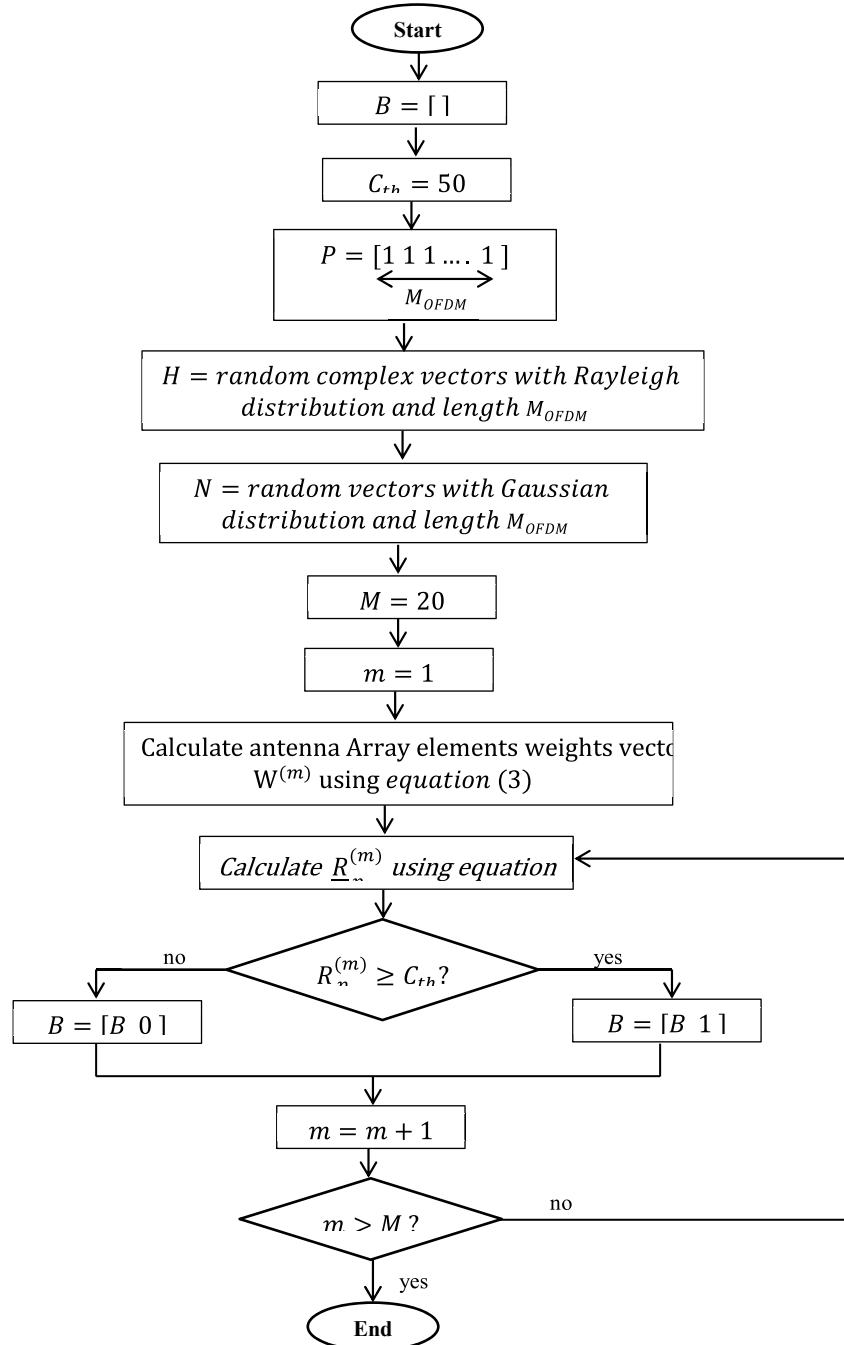 Start
B = [ ]
C_th = 50
P = [1 1 1 .... 1 ]
M_OFDM
H = random complex vectors with Rayleigh
distribution and length M_OFDM
N = random vectors with Gaussian
distribution and length M_OFDM
M = 20
m = 1
Calculate antenna Array elements weights vecto
W^(m) using equation (3)
Calculate R^(m) using equation
R^(m) ≥ C_th?
no
yes
B = [B 0]
B = [B 1]
m = m + 1
m > M ?
no
yes
End